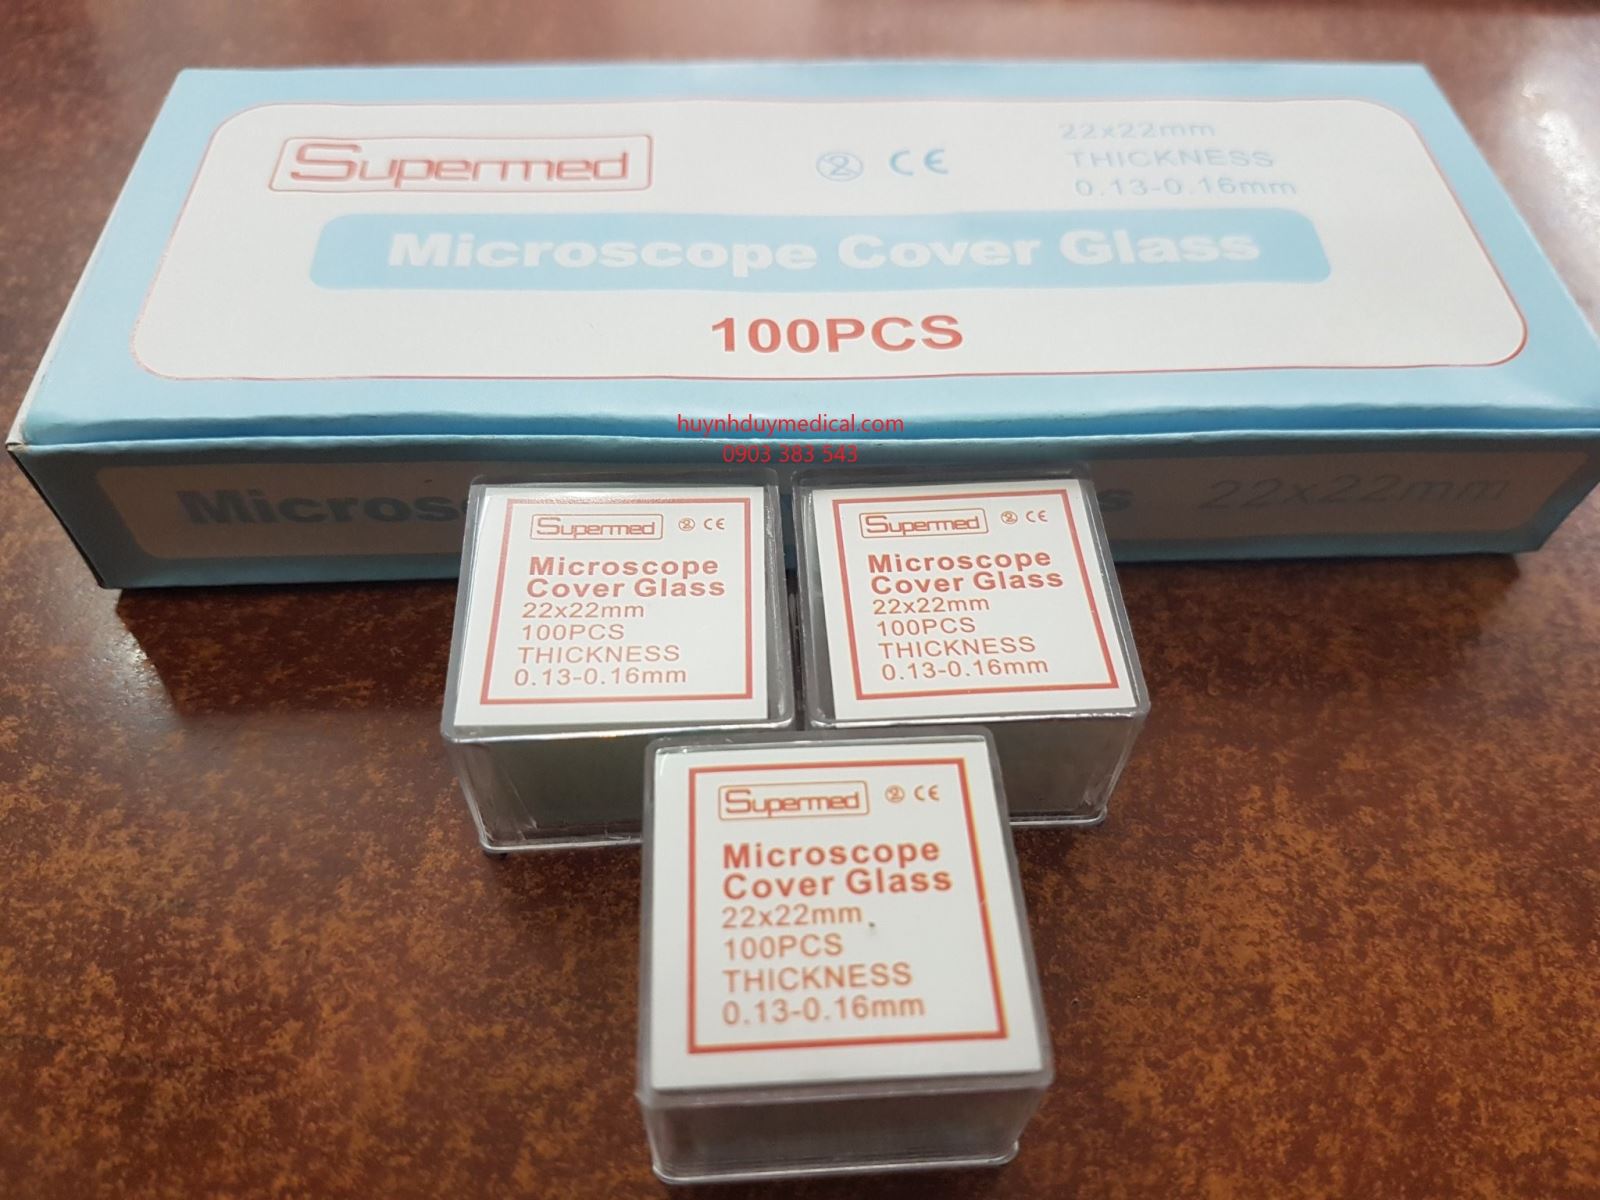 Supermed
CE
22x22mm
THICKNESS
0.13-0.16mm
Microscope Cover Glass
100PCS
huynhduymedical.com
0903 383 543
22x22mm
Supermed
CE
Microscope
Cover Glass
22x22mm
100PCS
THICKNESS
0.13-0.16mm
Supermed
CE
Microscope
Cover Glass
22x22mm
100PCS
THICKNESS
0.13-0.16mm
Supermed
CE
Microscope
Cover Glass
22x22mm
100PCS
THICKNESS
0.13-0.16mm